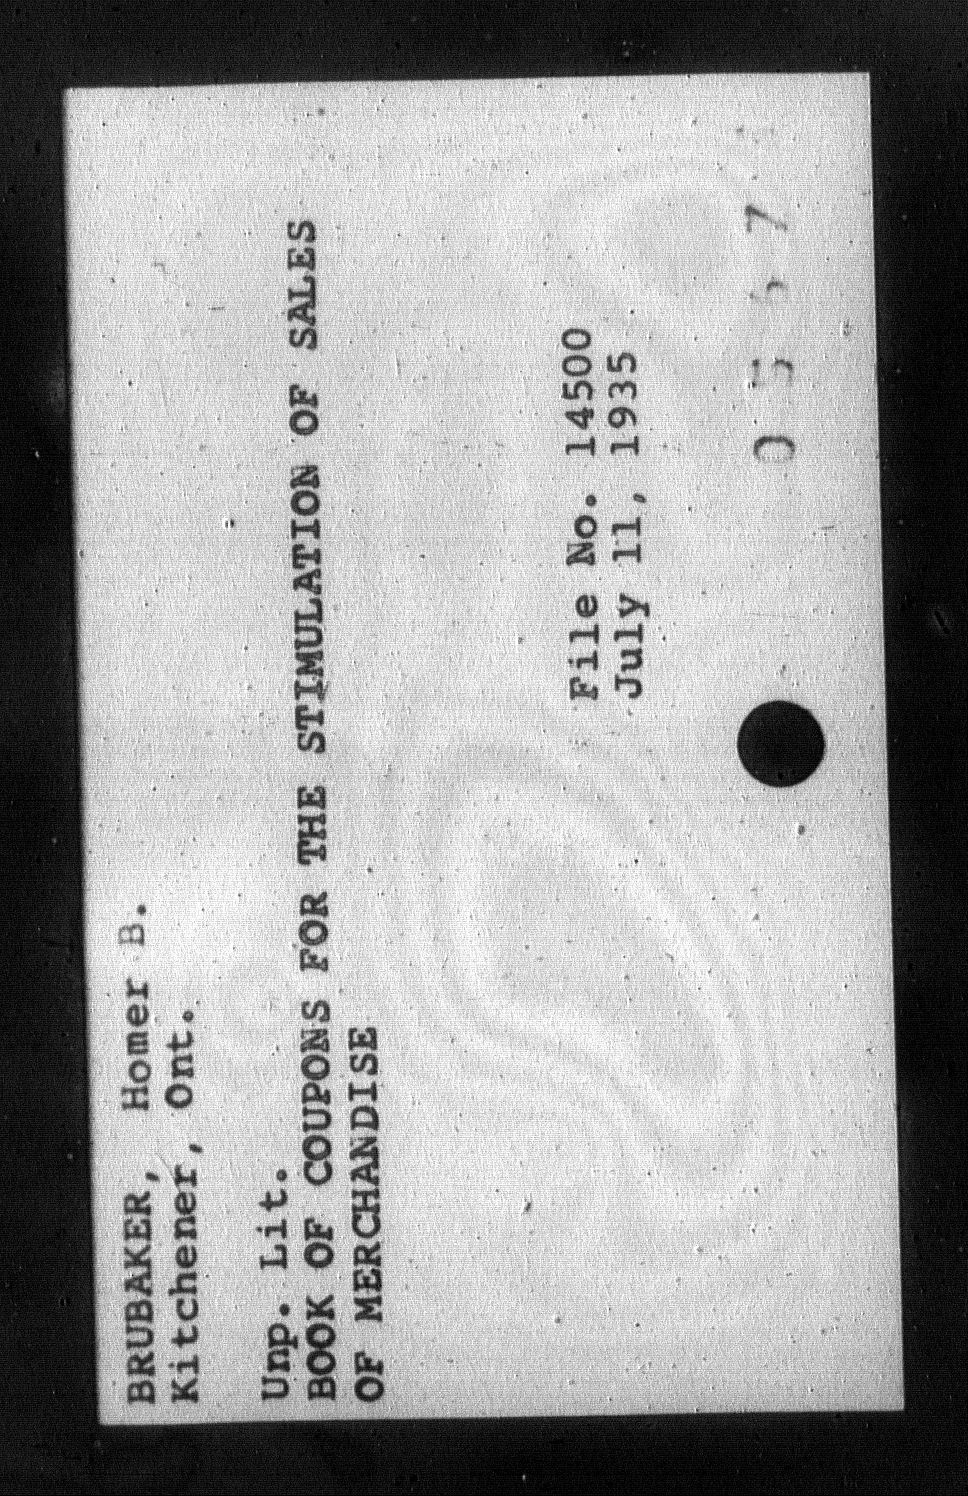 BRUBAKER, Homer B.
Kitchener, Ont.
Unp. Lit.
BOOK OF COUPONS FOR THE STIMULATION OF SALES
OF MERCHANDISE
File No. 14500
July 11, 1935